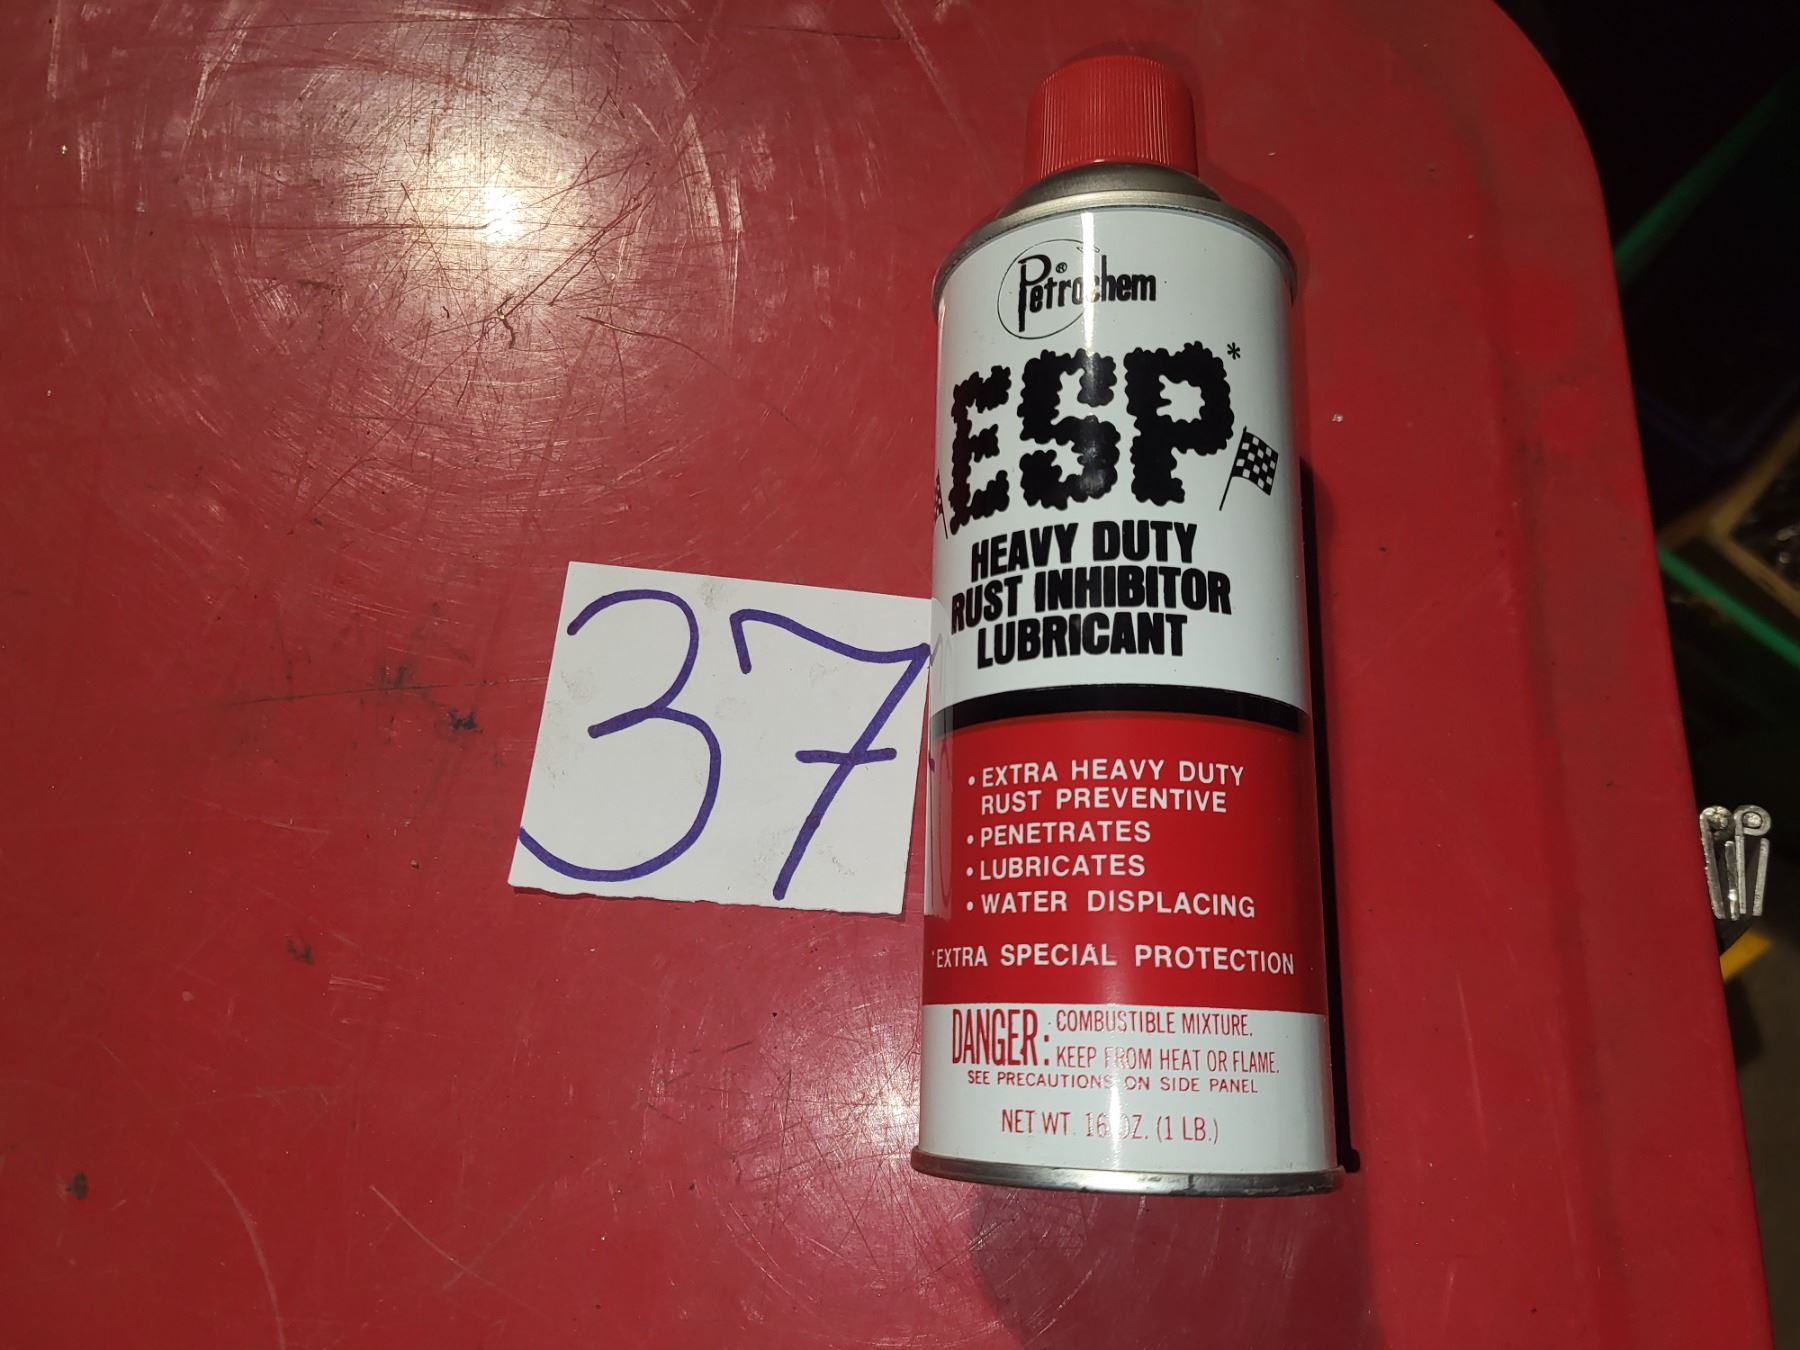 37
Petrochem®
ESP*
HEAVY DUTY
RUST INHIBITOR
LUBRICANT
• EXTRA HEAVY DUTY
RUST PREVENTIVE
• PENETRATES
• LUBRICATES
• WATER DISPLACING
*EXTRA SPECIAL PROTECTION
DANGER: COMBUSTIBLE MIXTURE.
KEEP FROM HEAT OR FLAME.
SEE PRECAUTIONS ON SIDE PANEL
NET WT. 16 OZ. (1 LB.)